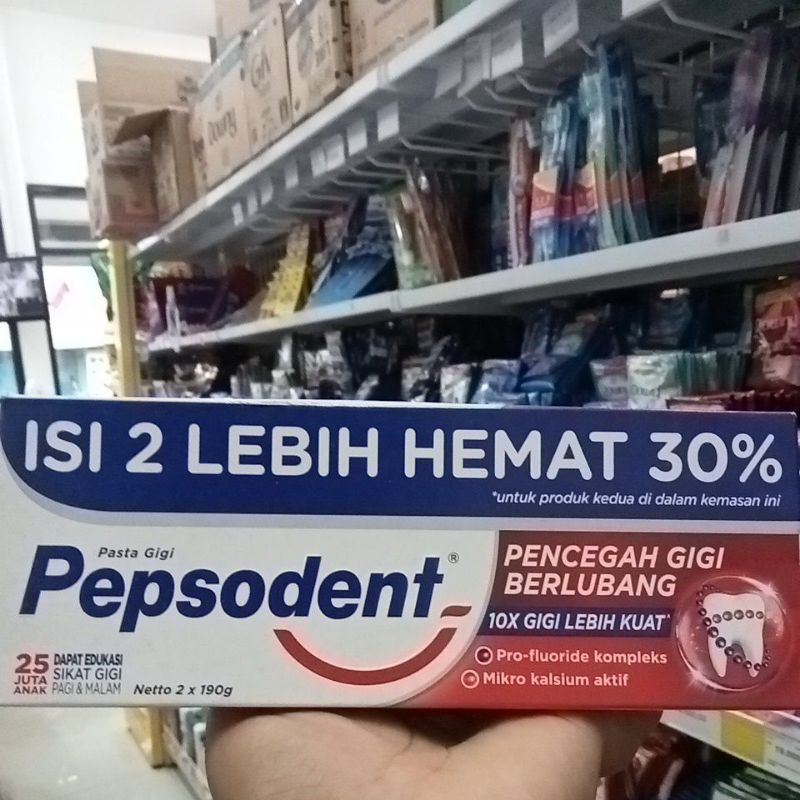 Downy
ISI 2 LEBIH HEMAT 30%
*untuk produk kedua di dalam kemasan ini
Pasta Gigi
Pepsodent®
25 JUTA ANAK
DAPAT EDUKASI
SIKAT GIGI
PAGI & MALAM
Netto 2 x 190g
PENCEGAH GIGI
BERLUBANG
10X GIGI LEBIH KUAT^
Pro-fluoride kompleks
Mikro kalsium aktif